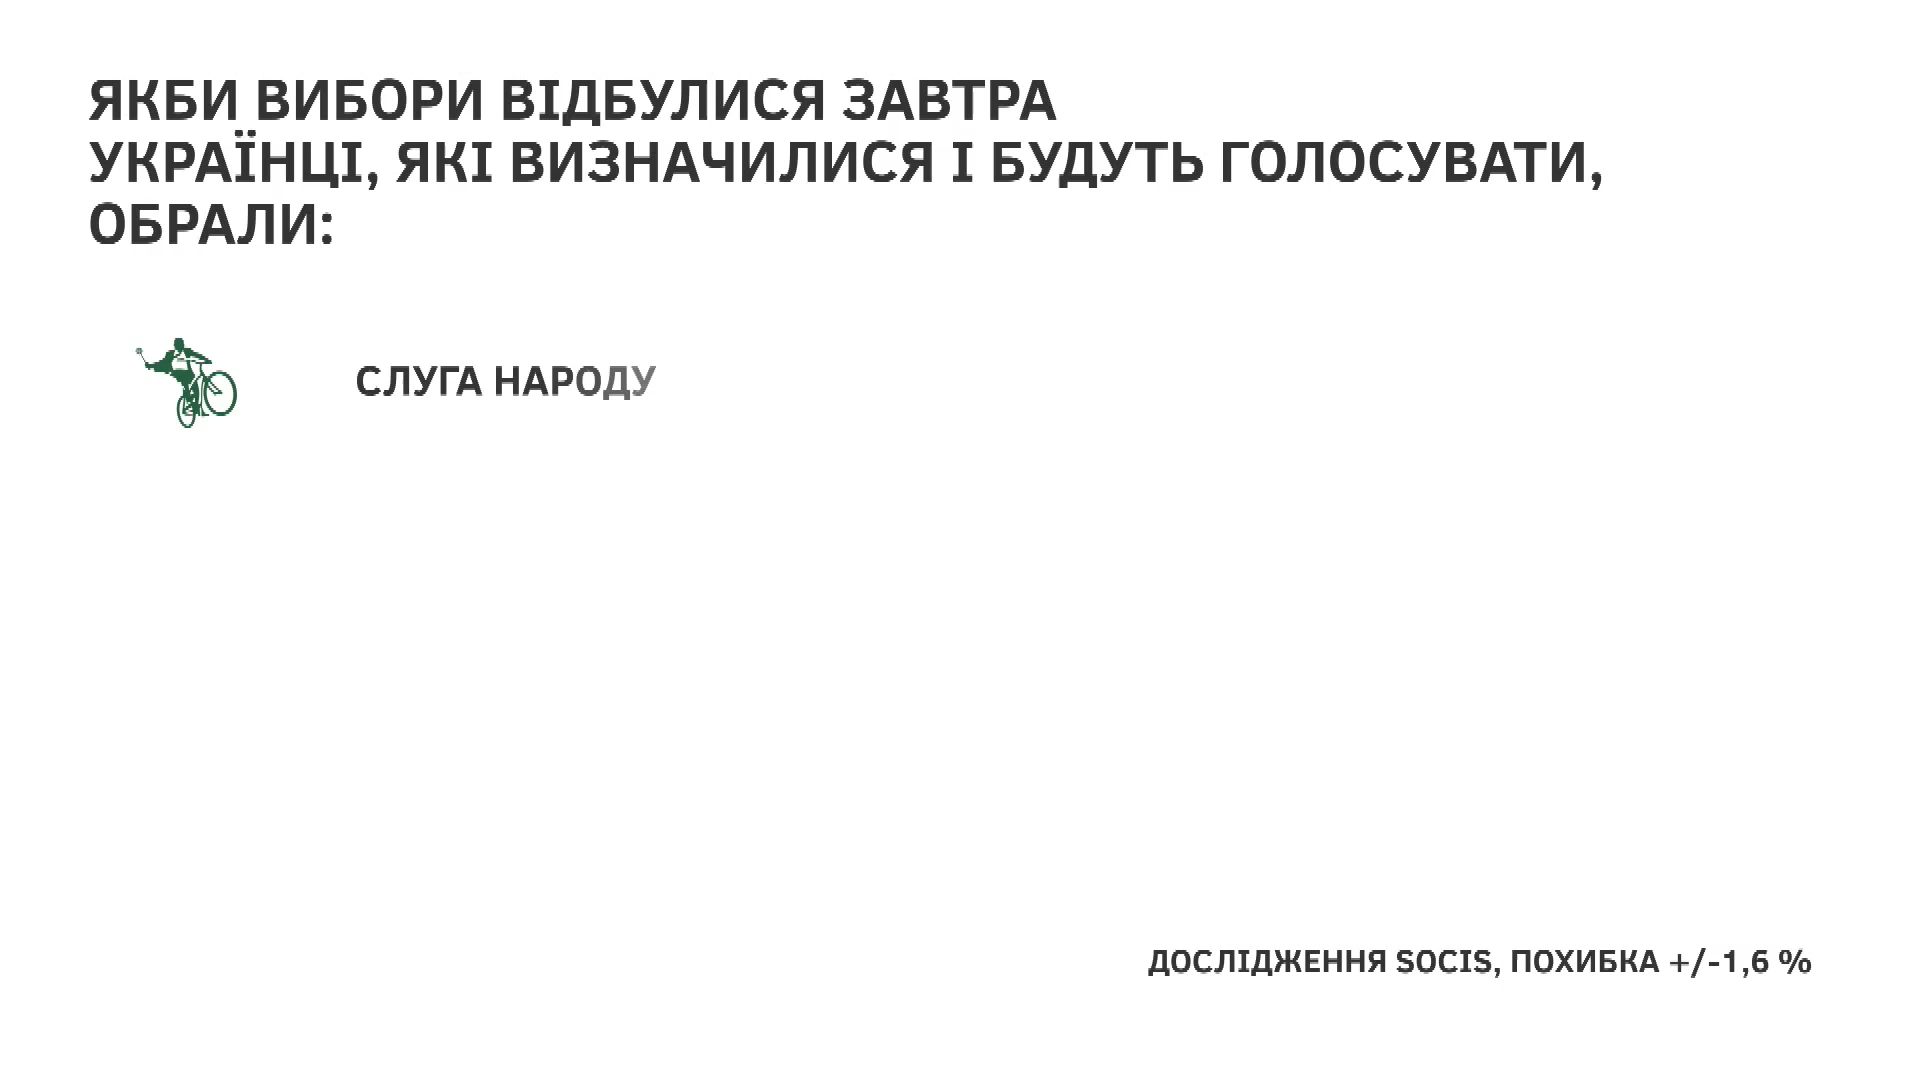 ЯКБИ ВИБОРИ ВІДБУЛИСЯ ЗАВТРА
УКРАЇНЦІ, ЯКІ ВИЗНАЧИЛИСЯ І БУДУТЬ ГОЛОСУВАТИ,
ОБРАЛИ:
СЛУГА НАРОДУ
ДОСЛІДЖЕННЯ SOCIS, ПОХИБКА +/-1,6 %